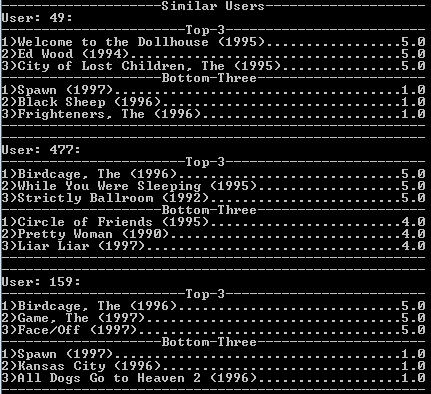 --------------------Similar Users--------------------
User: 49:
-----------------------Top-3-----------------------
1)Welcome to the Dollhouse (1995).................5.0
2)Ed Wood (1994)..................................5.0
3)City of Lost Children, The (1995)...............5.0
--------------------Bottom-Three--------------------
1)Spawn (1997)....................................1.0
2)Black Sheep (1996)..............................1.0
3)Frighteners, The (1996).........................1.0
-----------------------------------------------------
-----------------------------------------------------
User: 477:
-----------------------Top-3-----------------------
1)Birdcage, The (1996)............................5.0
2)While You Were Sleeping (1995)..................5.0
3)Strictly Ballroom (1992)........................5.0
--------------------Bottom-Three--------------------
1)Circle of Friends (1995)........................4.0
2)Pretty Woman (1990).............................4.0
3)Liar Liar (1997)................................4.0
-----------------------------------------------------
-----------------------------------------------------
User: 159:
-----------------------Top-3-----------------------
1)Birdcage, The (1996)............................5.0
2)Game, The (1997)................................5.0
3)Face/Off (1997).................................5.0
--------------------Bottom-Three--------------------
1)Spawn (1997)....................................1.0
2)Kansas City (1996)..............................1.0
3)All Dogs Go to Heaven 2 (1996)..................1.0
-----------------------------------------------------